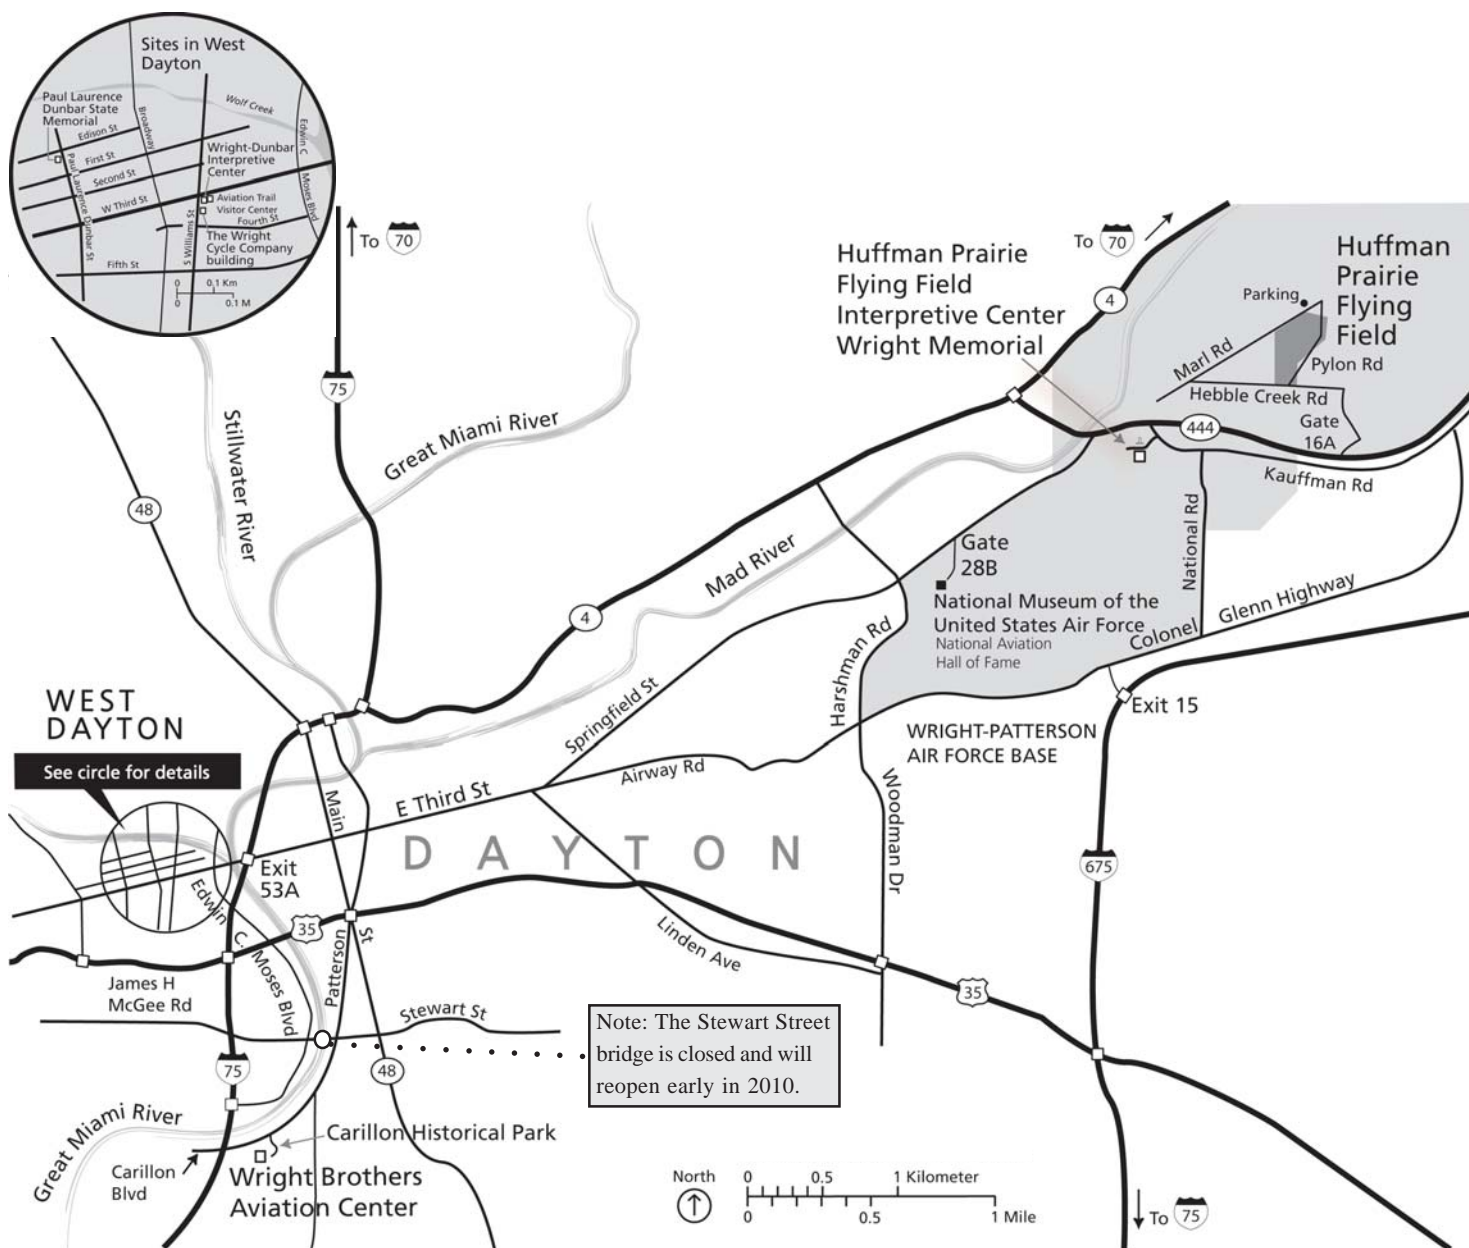 Sites in West
Dayton
Wolf Creek
Paul Laurence
Dunbar State
Memorial
Broadway
Edwin C
Edison St
First St
Second St
W Third St
Paul Laurence Dunbar St
Wright-Dunbar
Interpretive
Center
Moses Blvd
Aviation Trail
Visitor Center
Fourth St
S Williams St
The Wright
Cycle Company
building
Fifth St
0 0.1 Km
0 0.1 M
To 70
75
48
Stillwater River
Great Miami River
To 70
4
Huffman Prairie
Flying Field
Interpretive Center
Wright Memorial
Huffman
Prairie
Flying
Field
Parking
Marl Rd
Pylon Rd
Hebble Creek Rd
Gate
16A
444
Kauffman Rd
National Rd
Mad River
Gate
28B
National Museum of the
United States Air Force
National Aviation
Hall of Fame
Colonel Glenn Highway
4
Harshman Rd
Springfield St
Exit 15
WRIGHT-PATTERSON
AIR FORCE BASE
WEST
DAYTON
See circle for details
Main
St
E Third St
Airway Rd
Woodman Dr
DAYTON
675
Exit
53A
Edwin C. Moses Blvd
35
Patterson
Linden Ave
35
James H
McGee Rd
Stewart St
Note: The Stewart Street
bridge is closed and will
reopen early in 2010.
75
48
Great Miami River
Carillon Historical Park
Carillon
Blvd
Wright Brothers
Aviation Center
North
0 0.5 1 Kilometer
0 0.5 1 Mile
To 75